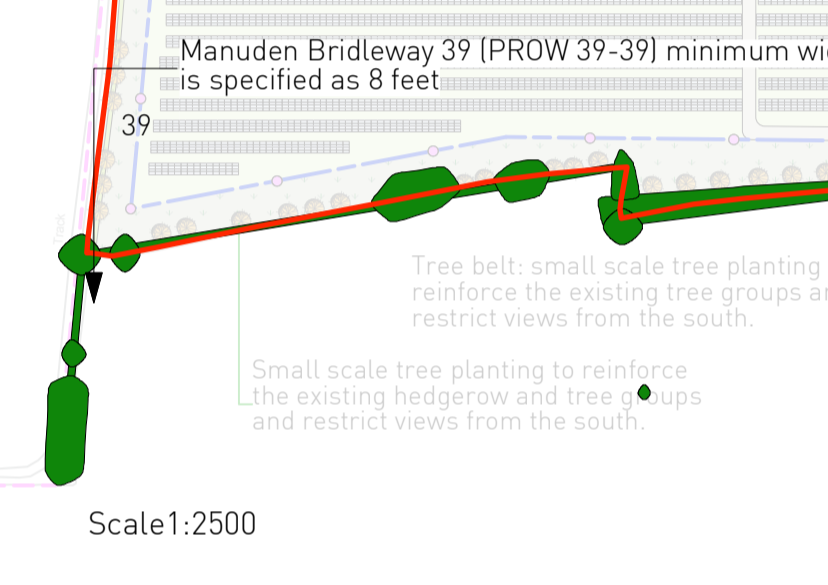 Manuden Bridleway 39 (PROW 39-39) minimum
is specified as 8 feet
39
Track
Tree belt: small scale tree planting
reinforce the existing tree groups
restrict views from the south.
Small scale tree planting to reinforce
the existing hedgerow and tree groups
and restrict views from the south.
Scale1:2500